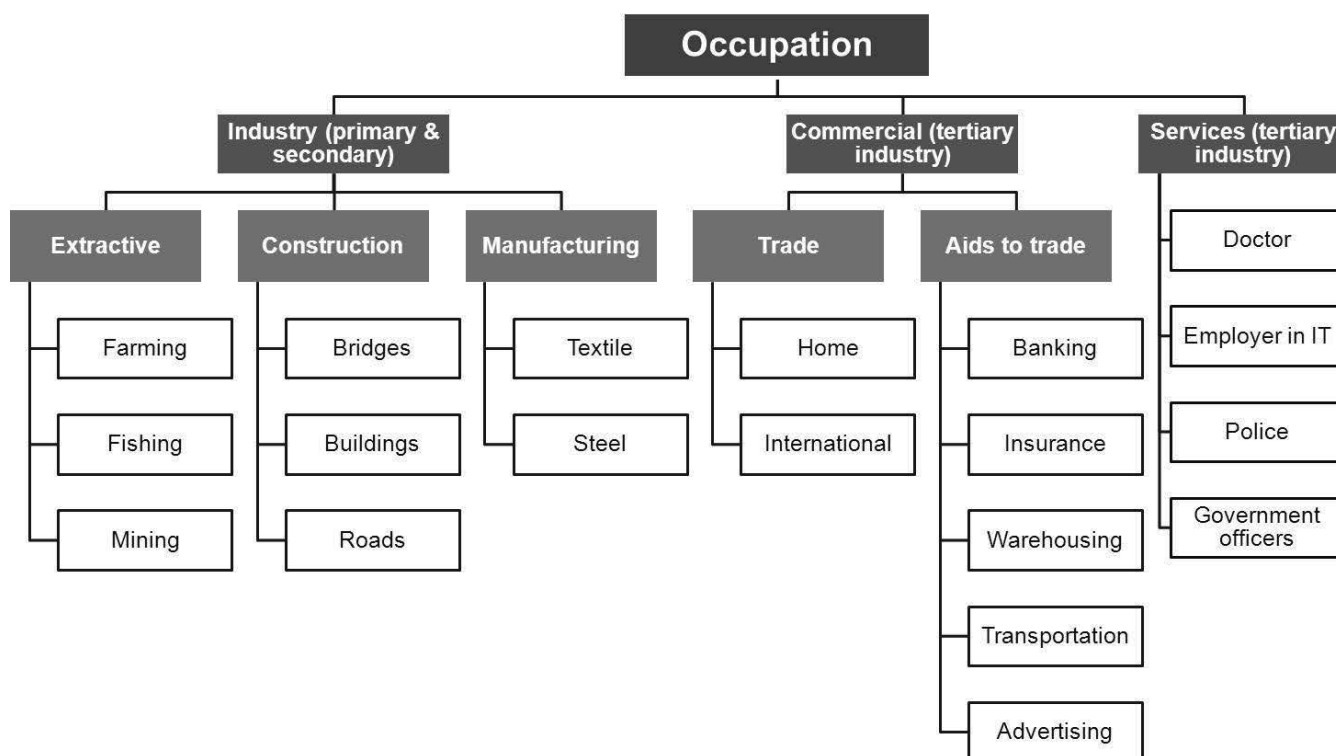 Occupation
Industry (primary &
secondary)
Commercial (tertiary
industry)
Services (tertiary
industry)
Extractive
Construction
Manufacturing
Trade
Aids to trade
Farming
Fishing
Mining
Bridges
Buildings
Roads
Textile
Steel
Home
International
Banking
Insurance
Warehousing
Transportation
Advertising
Doctor
Employer in IT
Police
Government
officers